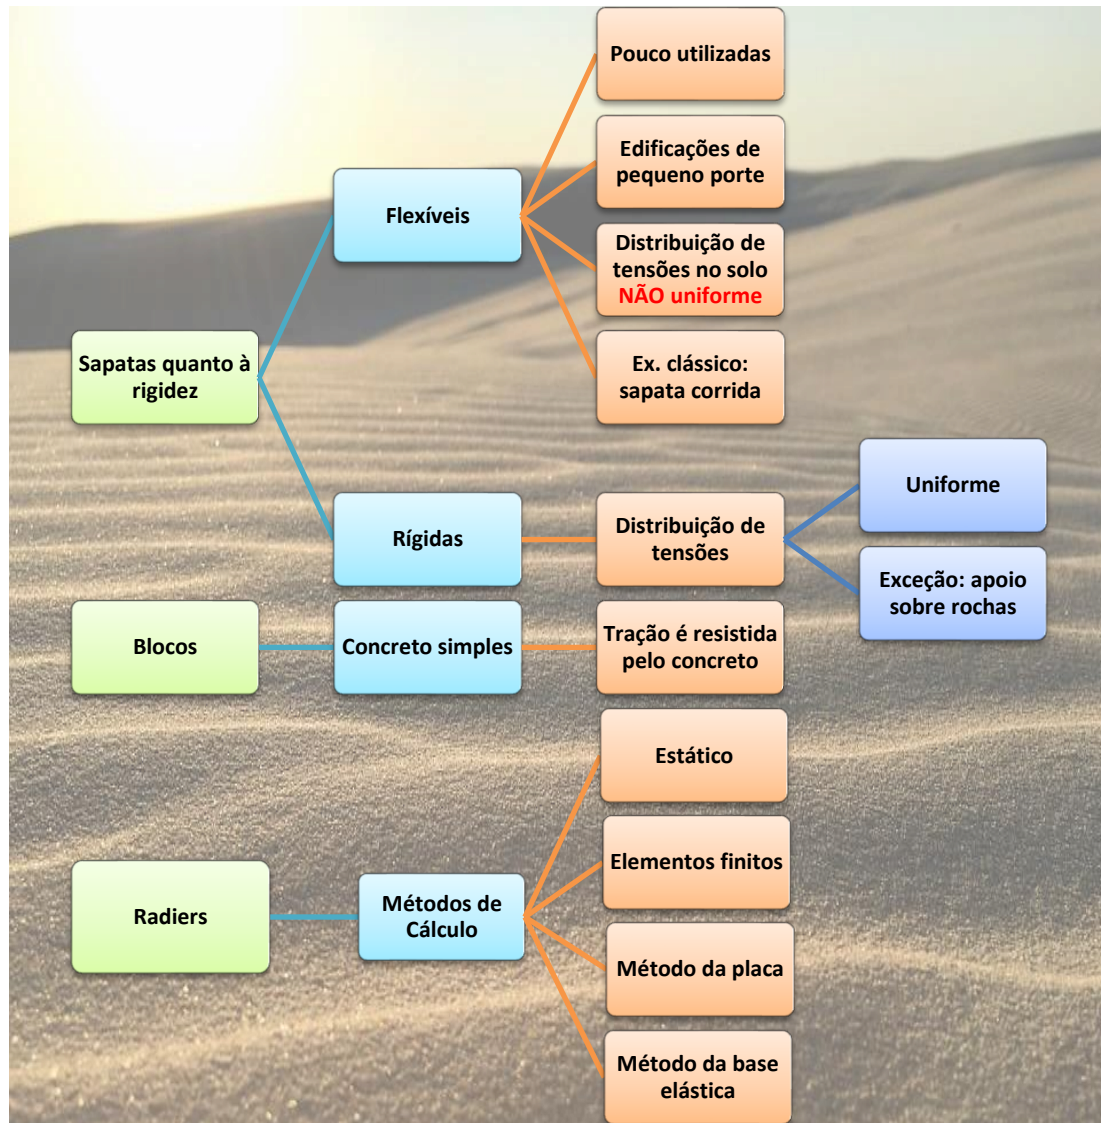 Pouco utilizadas
Edificações de
pequeno porte
Flexíveis
Distribuição de
tensões no solo
NÃO uniforme
Sapatas quanto à
rigidez
Ex. clássico:
sapata corrida
Uniforme
Rígidas
Distribuição de
tensões
Exceção: apoio
sobre rochas
Blocos
Concreto simples
Tração é resistida
pelo concreto
Estático
Elementos finitos
Radiers
Métodos de
Cálculo
Método da placa
Método da base
elástica